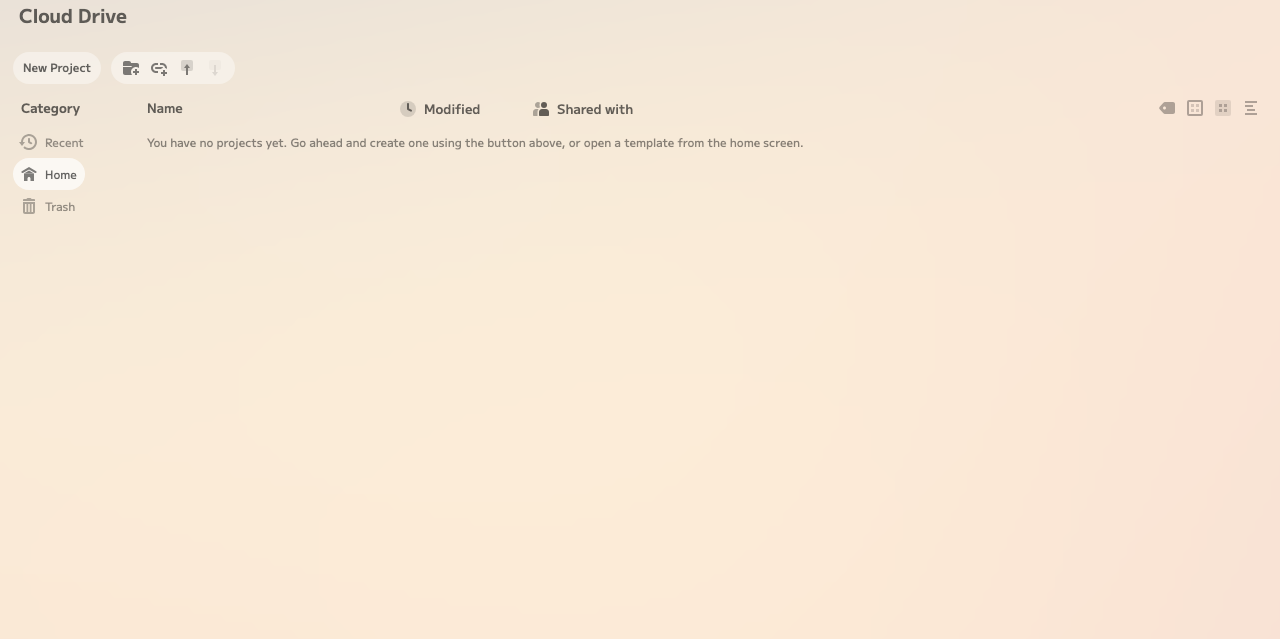 Cloud Drive
New Project
Category
Name
Modified
Shared with
Recent
You have no projects yet. Go ahead and create one using the button above, or open a template from the home screen.
Home
Trash